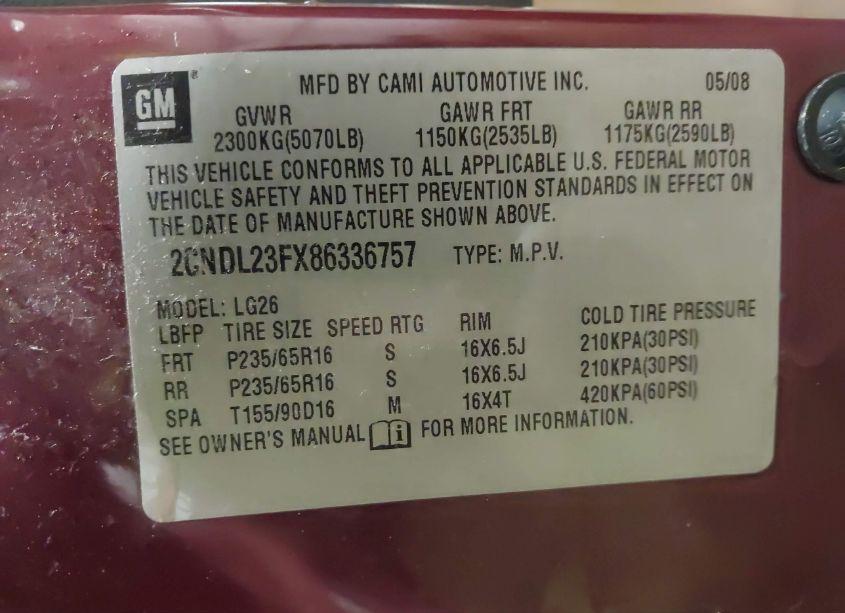 GM ® MFD BY CAMI AUTOMOTIVE INC. 05/08
GVWR GAWR FRT GAWR RR
2300KG(5070LB) 1150KG(2535LB) 1175KG(2590LB)
THIS VEHICLE CONFORMS TO ALL APPLICABLE U.S. FEDERAL MOTOR
VEHICLE SAFETY AND THEFT PREVENTION STANDARDS IN EFFECT ON
THE DATE OF MANUFACTURE SHOWN ABOVE.
2CNDL23FX86336757 TYPE: M.P.V.
MODEL: LG26
LBFP TIRE SIZE SPEED RTG RIM COLD TIRE PRESSURE
FRT P235/65R16 S 16X6.5J 210KPA(30PSI)
RR P235/65R16 S 16X6.5J 210KPA(30PSI)
SPA T155/90D16 M 16X4T 420KPA(60PSI)
SEE OWNER'S MANUAL i FOR MORE INFORMATION.